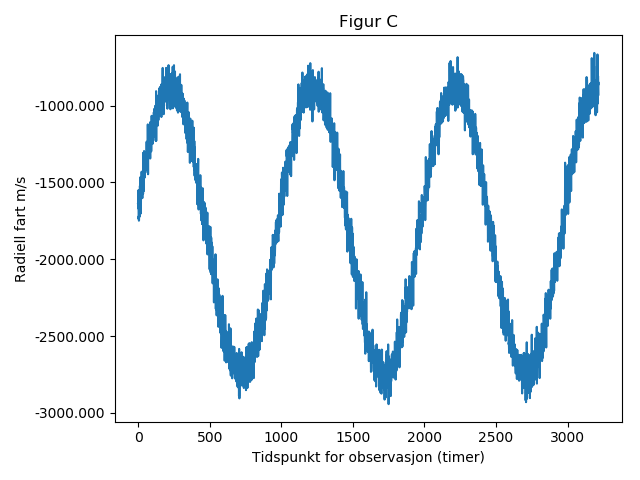 Figur C
-1000.000
-1500.000
-2000.000
-2500.000
-3000.000
Radiell fart m/s
0 500 1000 1500 2000 2500 3000
Tidspunkt for observasjon (timer)